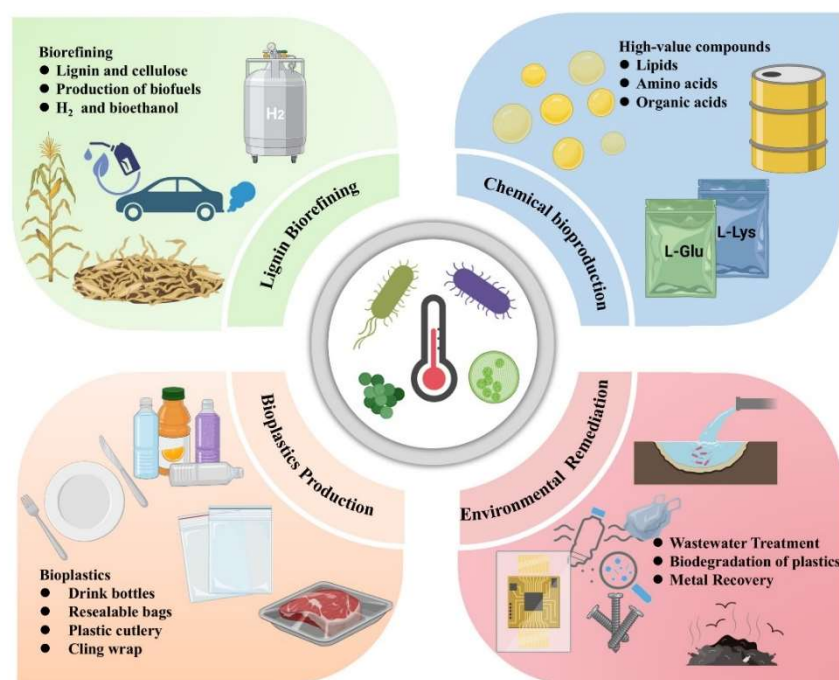 Biorefining
● Lignin and cellulose
● Production of biofuels
● H₂ and bioethanol
H2
Lignin Biorefining
High-value compounds
● Lipids
● Amino acids
● Organic acids
L-Glu
L-Lys
Chemical bioproduction
Bioplastics Production
Bioplastics
● Drink bottles
● Resealable bags
● Plastic cutlery
● Cling wrap
Environmental Remediation
● Wastewater Treatment
● Biodegradation of plastics
● Metal Recovery